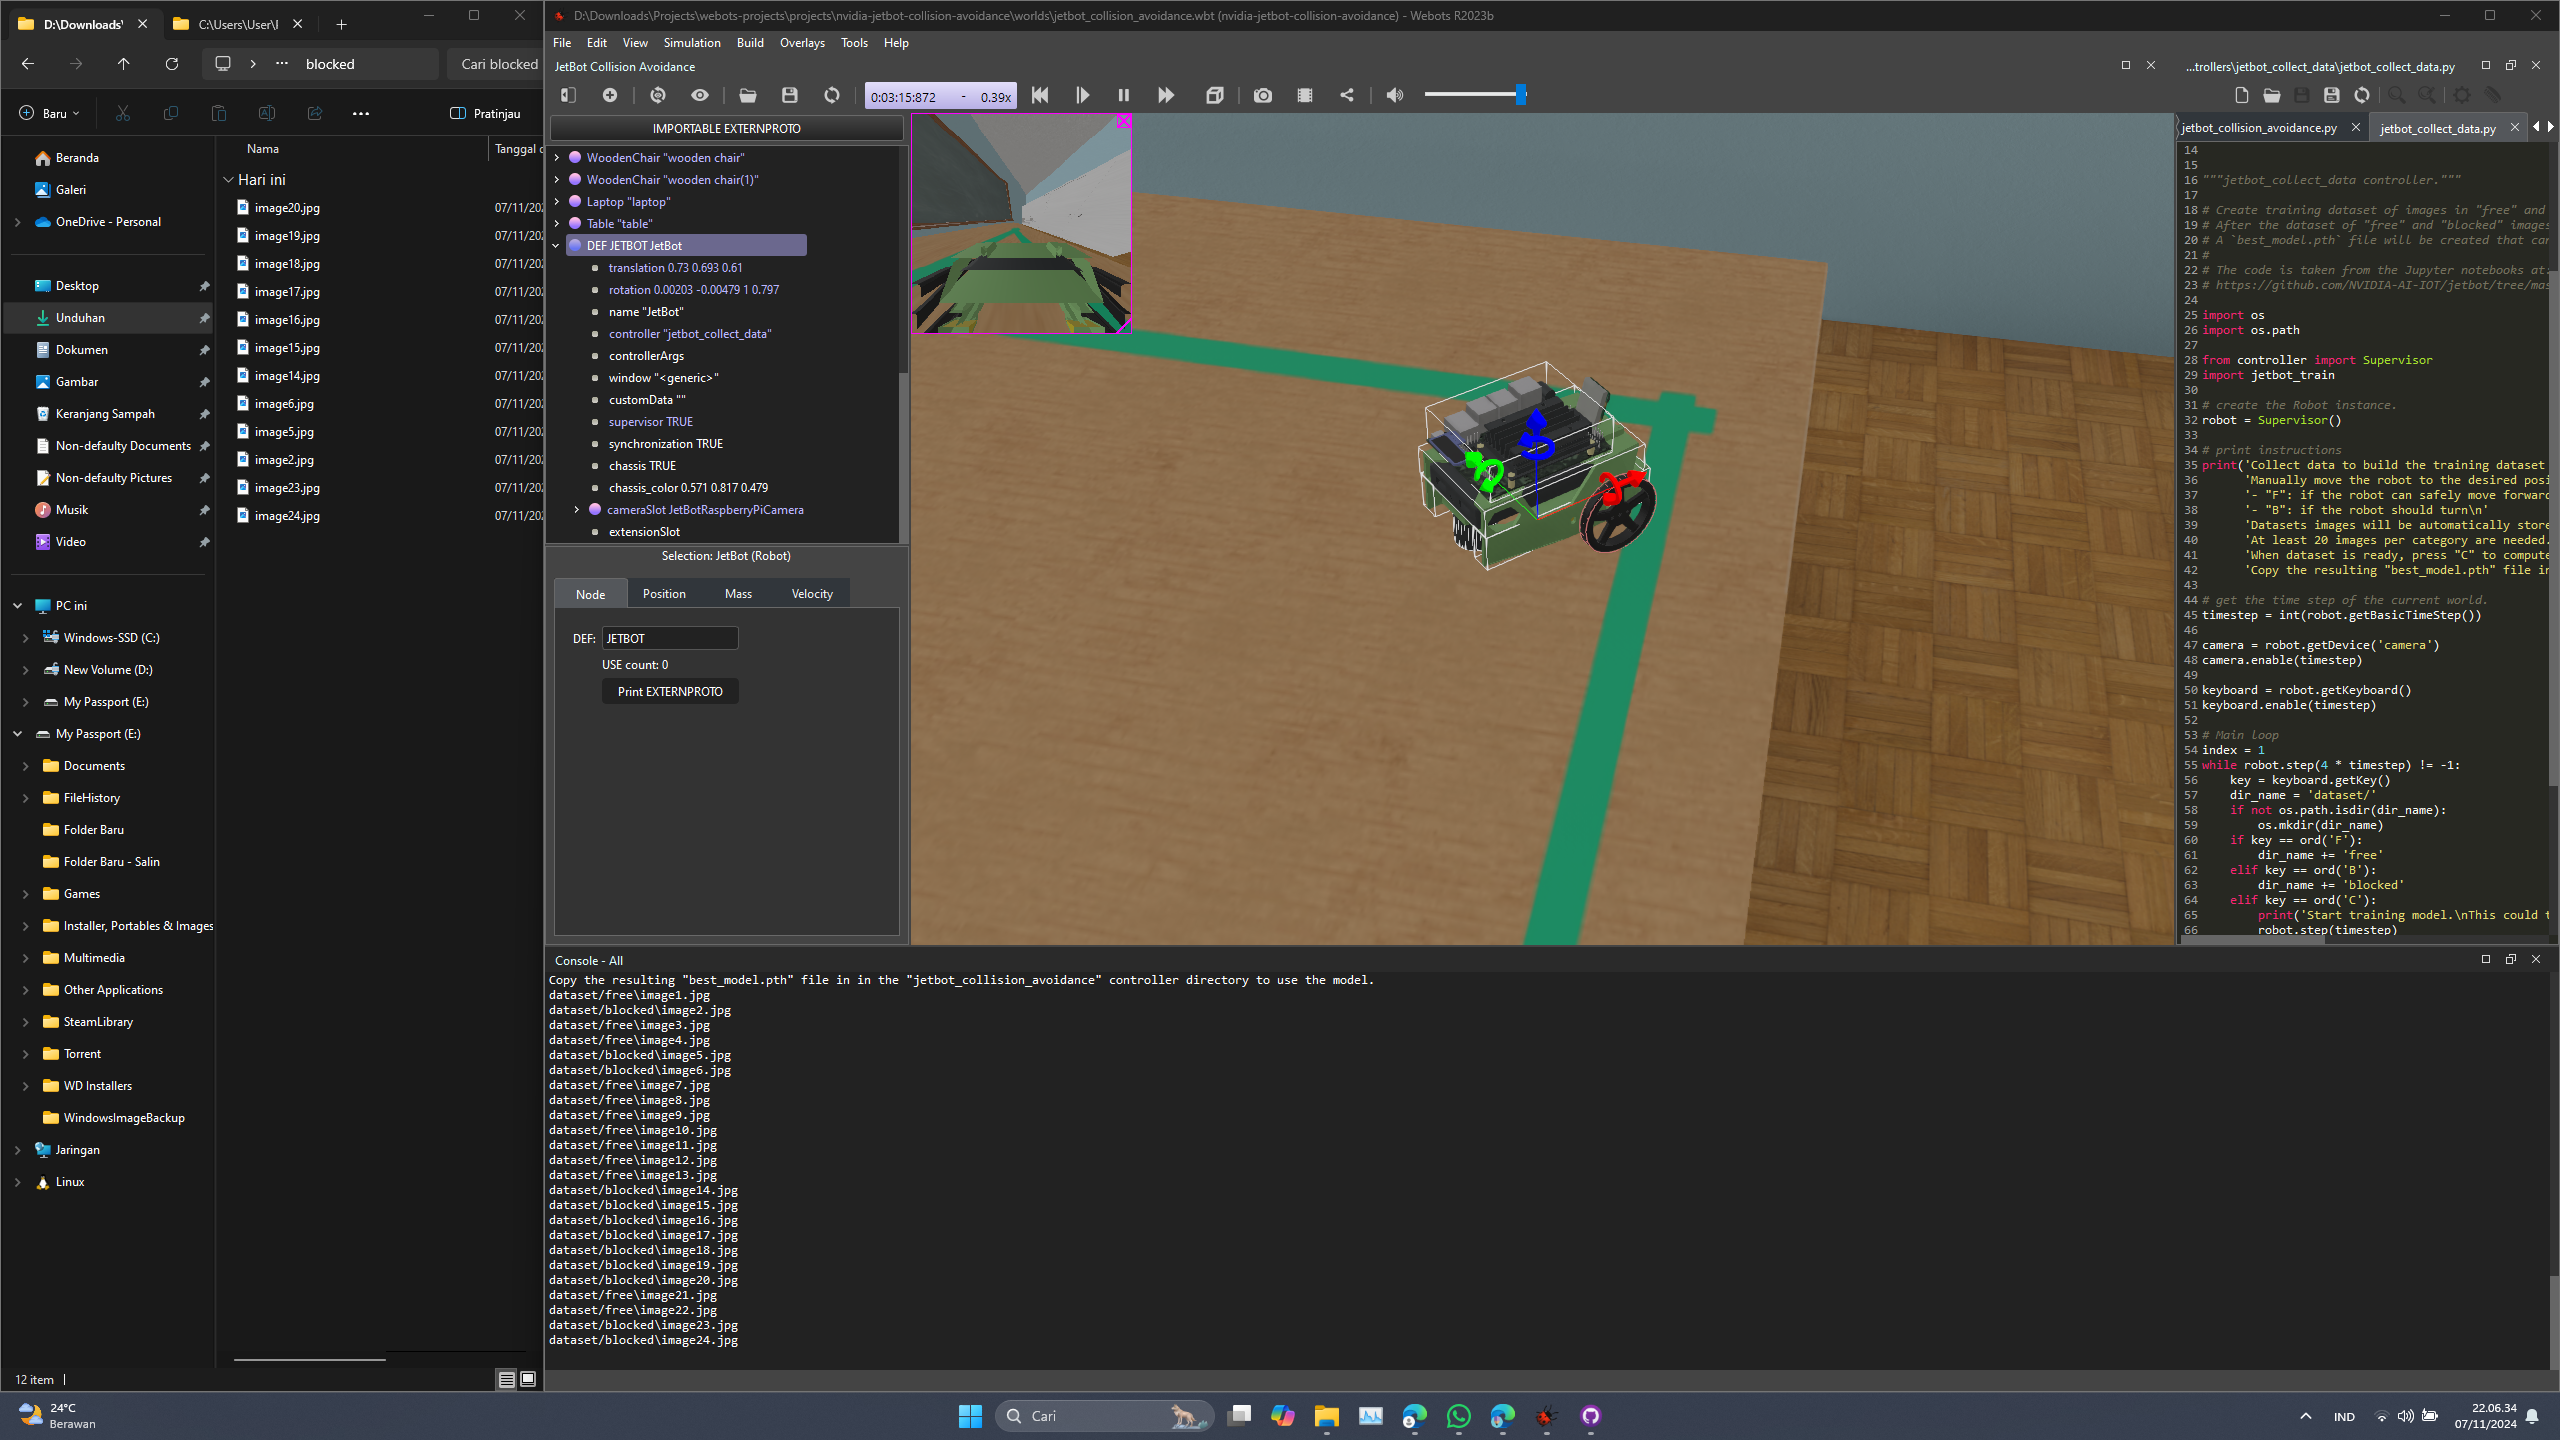 D:\Downloads'
C:\Users\User\I
blocked
Cari blocked
Baru
Pratinjau
Beranda
Galeri
OneDrive - Personal
Desktop
Unduhan
Dokumen
Gambar
Keranjang Sampah
Non-defaulty Documents
Non-defaulty Pictures
Musik
Video
PC ini
Windows-SSD (C:)
New Volume (D:)
My Passport (E:)
My Passport (E:)
Documents
FileHistory
Folder Baru
Folder Baru - Salin
Games
Installer, Portables & Images
Multimedia
Other Applications
SteamLibrary
Torrent
WD Installers
WindowsImageBackup
Jaringan
Linux
Nama
Tanggal
Hari ini
image20.jpg 07/11/202
image19.jpg 07/11/202
image18.jpg 07/11/202
image17.jpg 07/11/202
image16.jpg 07/11/202
image15.jpg 07/11/202
image14.jpg 07/11/202
image6.jpg 07/11/202
image5.jpg 07/11/202
image2.jpg 07/11/202
image23.jpg 07/11/202
image24.jpg 07/11/202
12 item
D:\Downloads\Projects\webots-projects\projects\nvidia-jetbot-collision-avoidance\worlds\jetbot_collision_avoidance.wbt (nvidia-jetbot-collision-avoidance) - Webots R2023b
File Edit View Simulation Build Overlays Tools Help
JetBot Collision Avoidance
0:03:15:872 - 0.39x
IMPORTABLE EXTERNPROTO
WoodenChair "wooden chair"
WoodenChair "wooden chair(1)"
Laptop "laptop"
Table "table"
DEF JETBOT JetBot
translation 0.73 0.693 0.61
rotation 0.00203 -0.00479 1 0.797
name "JetBot"
controller "jetbot_collect_data"
controllerArgs
window "<generic>"
customData ""
supervisor TRUE
synchronization TRUE
chassis TRUE
chassis_color 0.571 0.817 0.479
cameraSlot JetBotRaspberryPiCamera
extensionSlot
Selection: JetBot (Robot)
Node Position Mass Velocity
DEF: JETBOT
USE count: 0
Print EXTERNPROTO
...trollers\jetbot_collect_data\jetbot_collect_data.py
jetbot_collision_avoidance.py
jetbot_collect_data.py
14
15
16 """jetbot_collect_data controller."""
17
18 # Create training dataset of images in "free" and
19 # After the dataset of "free" and "blocked" images
20 # A `best_model.pth` file will be created that can
21 #
22 # The code is taken from the Jupyter notebooks at:
23 # https://github.com/NVIDIA-AI-IOT/jetbot/tree/mas
24
25 import os
26 import os.path
27
28 from controller import Supervisor
29 import jetbot_train
30
31 # create the Robot instance.
32 robot = Supervisor()
33
34 # print instructions
35 print('Collect data to build the training dataset
36 'Manually move the robot to the desired posi
37 '- "F": if the robot can safely move forward
38 '- "B": if the robot should turn\n'
39 'Datasets images will be automatically store
40 'At least 20 images per category are needed.
41 'When dataset is ready, press "C" to compute
42 'Copy the resulting "best_model.pth" file in
43
44 # get the time step of the current world.
45 timestep = int(robot.getBasicTimeStep())
46
47 camera = robot.getDevice('camera')
48 camera.enable(timestep)
49
50 keyboard = robot.getKeyboard()
51 keyboard.enable(timestep)
52
53 # Main loop
54 index = 1
55 while robot.step(4 * timestep) != -1:
56 key = keyboard.getKey()
57 dir_name = 'dataset/'
58 if not os.path.isdir(dir_name):
59 os.mkdir(dir_name)
60 if key == ord('F'):
61 dir_name += 'free'
62 elif key == ord('B'):
63 dir_name += 'blocked'
64 elif key == ord('C'):
65 print('Start training model.\nThis could t
66 robot.step(timestep)
Console - All
Copy the resulting "best_model.pth" file in in the "jetbot_collision_avoidance" controller directory to use the model.
dataset/free\image1.jpg
dataset/blocked\image2.jpg
dataset/free\image3.jpg
dataset/free\image4.jpg
dataset/blocked\image5.jpg
dataset/blocked\image6.jpg
dataset/free\image7.jpg
dataset/free\image8.jpg
dataset/free\image9.jpg
dataset/free\image10.jpg
dataset/free\image11.jpg
dataset/free\image12.jpg
dataset/free\image13.jpg
dataset/blocked\image14.jpg
dataset/blocked\image15.jpg
dataset/blocked\image16.jpg
dataset/blocked\image17.jpg
dataset/blocked\image18.jpg
dataset/blocked\image19.jpg
dataset/blocked\image20.jpg
dataset/free\image21.jpg
dataset/free\image22.jpg
dataset/blocked\image23.jpg
dataset/blocked\image24.jpg
24°C
Berawan
Cari
IND
22.06.34
07/11/2024